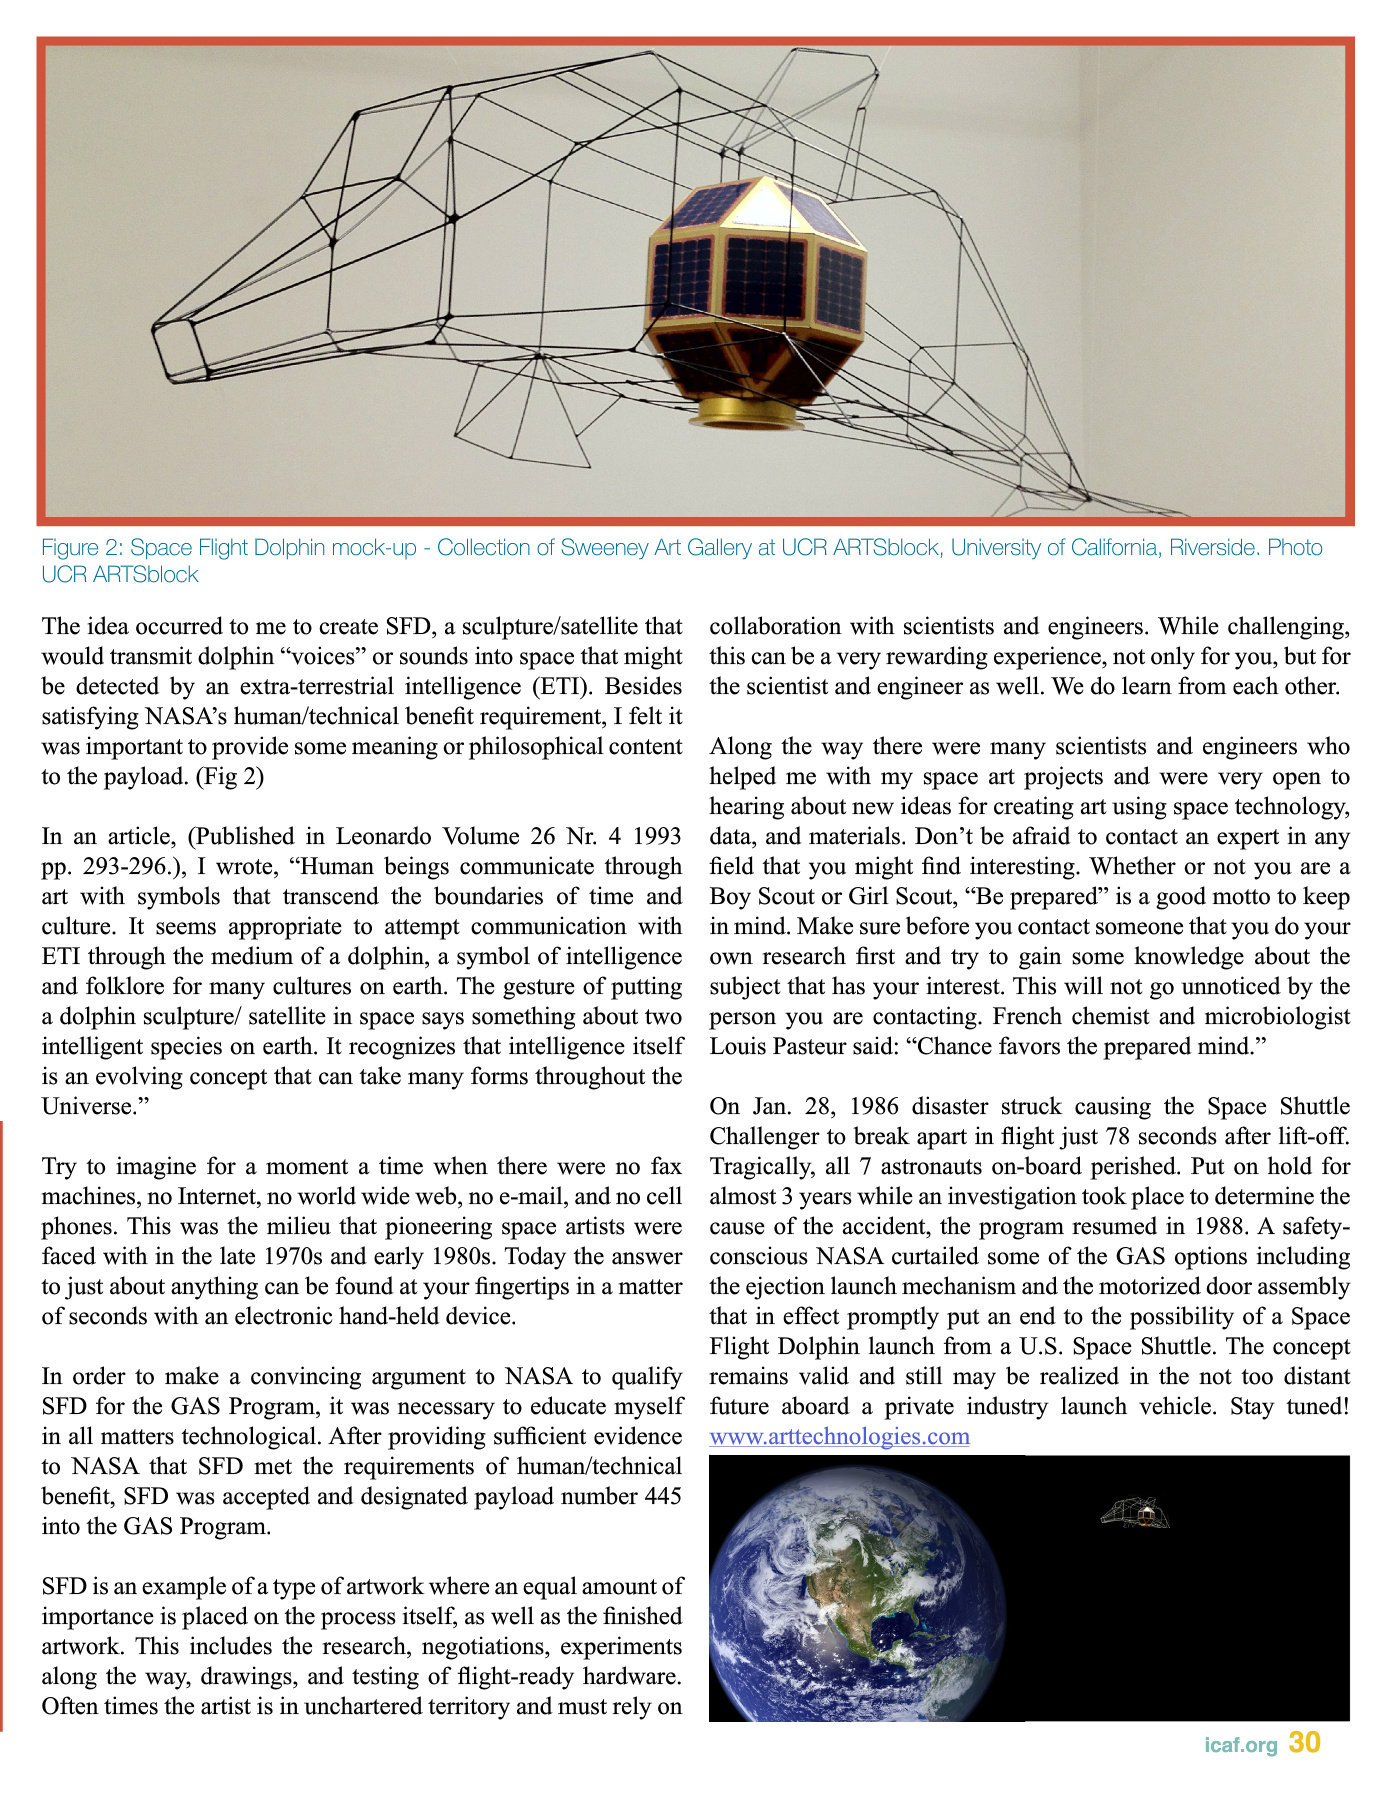 Figure 2: Space Flight Dolphin mock-up - Collection of Sweeney Art Gallery at UCR ARTSblock, University of California, Riverside. Photo
UCR ARTSblock
The idea occurred to me to create SFD, a sculpture/satellite that
would transmit dolphin “voices” or sounds into space that might
be detected by an extra-terrestrial intelligence (ETI). Besides
satisfying NASA’s human/technical benefit requirement, I felt it
was important to provide some meaning or philosophical content
to the payload. (Fig 2)
In an article, (Published in Leonardo Volume 26 Nr. 4 1993
pp. 293-296.), I wrote, “Human beings communicate through
art with symbols that transcend the boundaries of time and
culture. It seems appropriate to attempt communication with
ETI through the medium of a dolphin, a symbol of intelligence
and folklore for many cultures on earth. The gesture of putting
a dolphin sculpture/ satellite in space says something about two
intelligent species on earth. It recognizes that intelligence itself
is an evolving concept that can take many forms throughout the
Universe.”
Try to imagine for a moment a time when there were no fax
machines, no Internet, no world wide web, no e-mail, and no cell
phones. This was the milieu that pioneering space artists were
faced with in the late 1970s and early 1980s. Today the answer
to just about anything can be found at your fingertips in a matter
of seconds with an electronic hand-held device.
In order to make a convincing argument to NASA to qualify
SFD for the GAS Program, it was necessary to educate myself
in all matters technological. After providing sufficient evidence
to NASA that SFD met the requirements of human/technical
benefit, SFD was accepted and designated payload number 445
into the GAS Program.
SFD is an example of a type of artwork where an equal amount of
importance is placed on the process itself, as well as the finished
artwork. This includes the research, negotiations, experiments
along the way, drawings, and testing of flight-ready hardware.
Often times the artist is in unchartered territory and must rely on
collaboration with scientists and engineers. While challenging,
this can be a very rewarding experience, not only for you, but for
the scientist and engineer as well. We do learn from each other.
Along the way there were many scientists and engineers who
helped me with my space art projects and were very open to
hearing about new ideas for creating art using space technology,
data, and materials. Don’t be afraid to contact an expert in any
field that you might find interesting. Whether or not you are a
Boy Scout or Girl Scout, “Be prepared” is a good motto to keep
in mind. Make sure before you contact someone that you do your
own research first and try to gain some knowledge about the
subject that has your interest. This will not go unnoticed by the
person you are contacting. French chemist and microbiologist
Louis Pasteur said: “Chance favors the prepared mind.”
On Jan. 28, 1986 disaster struck causing the Space Shuttle
Challenger to break apart in flight just 78 seconds after lift-off.
Tragically, all 7 astronauts on-board perished. Put on hold for
almost 3 years while an investigation took place to determine the
cause of the accident, the program resumed in 1988. A safety-
conscious NASA curtailed some of the GAS options including
the ejection launch mechanism and the motorized door assembly
that in effect promptly put an end to the possibility of a Space
Flight Dolphin launch from a U.S. Space Shuttle. The concept
remains valid and still may be realized in the not too distant
future aboard a private industry launch vehicle. Stay tuned!
www.arttechnologies.com
icaf.org 30